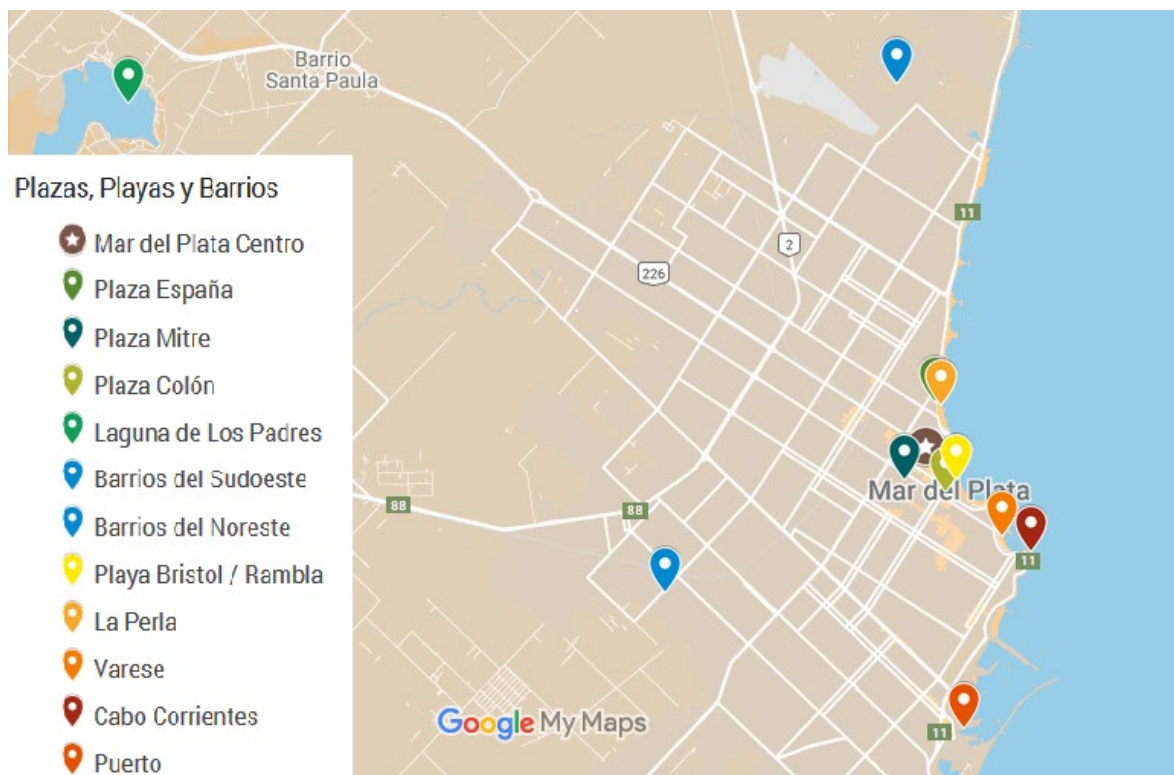 Barrio
Santa Paula
11
2
226
88
88
Mar del Plata
11
11
Plazas, Playas y Barrios
Mar del Plata Centro
Plaza España
Plaza Mitre
Plaza Colón
Laguna de Los Padres
Barrios del Sudoeste
Barrios del Noreste
Playa Bristol / Rambla
La Perla
Varese
Cabo Corrientes
Puerto
Google My Maps